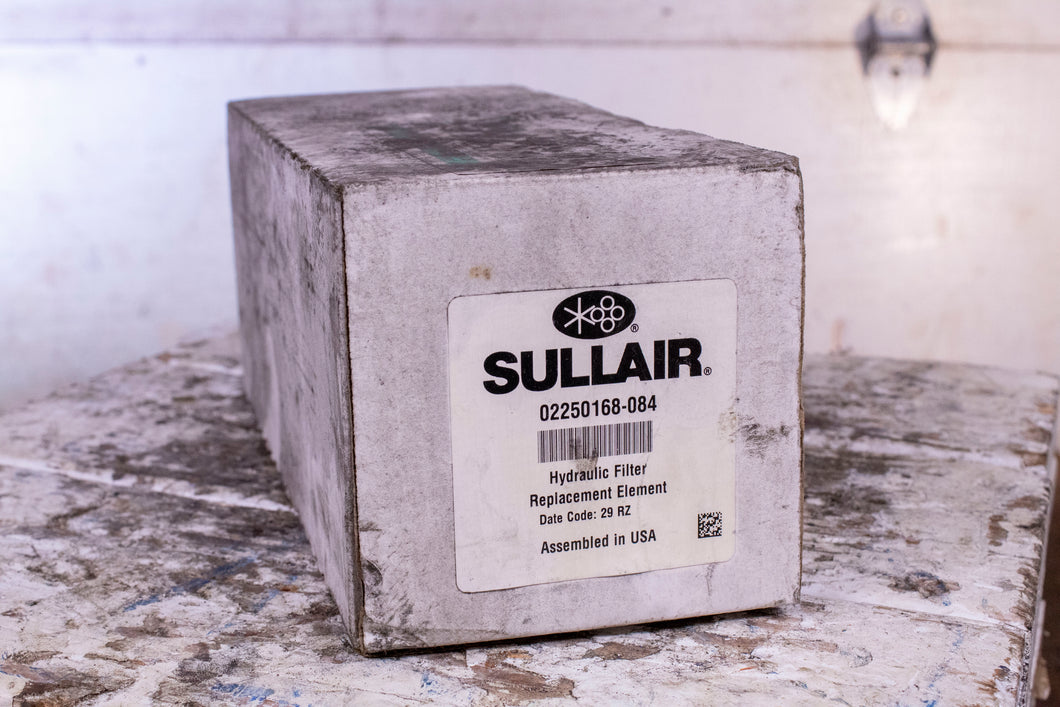 SULLAIR®
02250168-084
Hydraulic Filter
Replacement Element
Date Code: 29 RZ
Assembled in USA